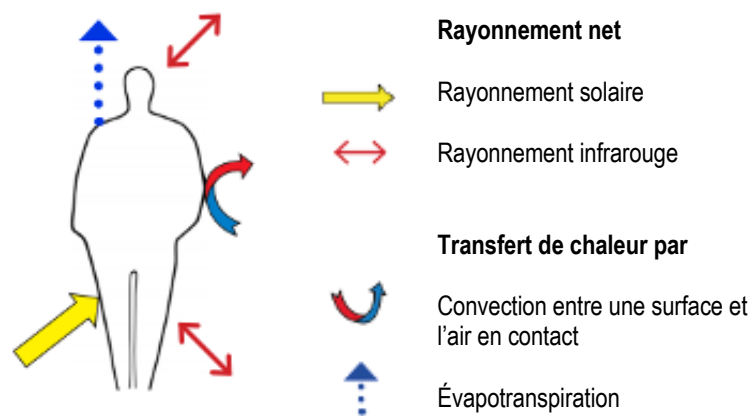 Rayonnement net
Rayonnement solaire
Rayonnement infrarouge
Transfert de chaleur par
Convection entre une surface et
l'air en contact
Évapotranspiration